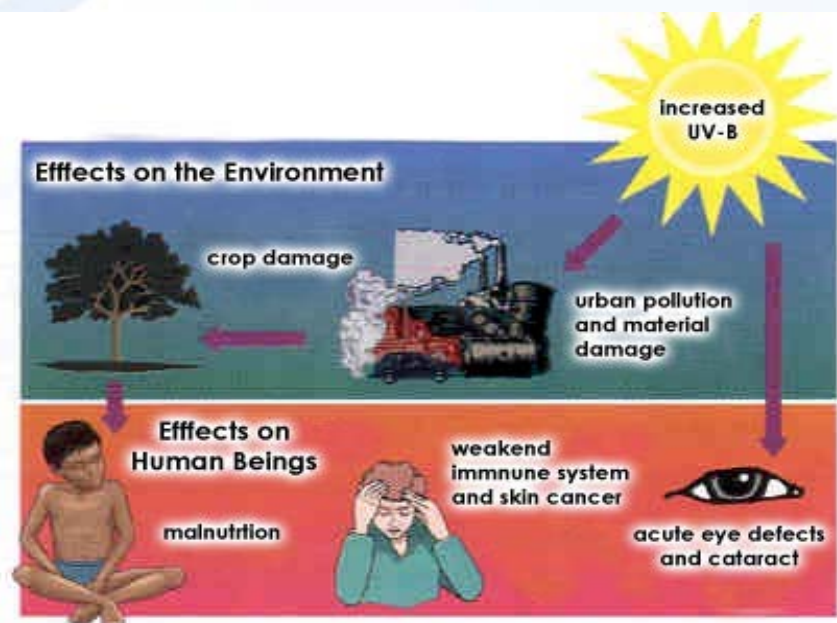 increased
UV-B
Efffects on the Environment
crop damage
urban pollution
and material
damage
Efffects on
Human Beings
malnutrtion
weakend
immnune system
and skin cancer
acute eye defects
and cataract